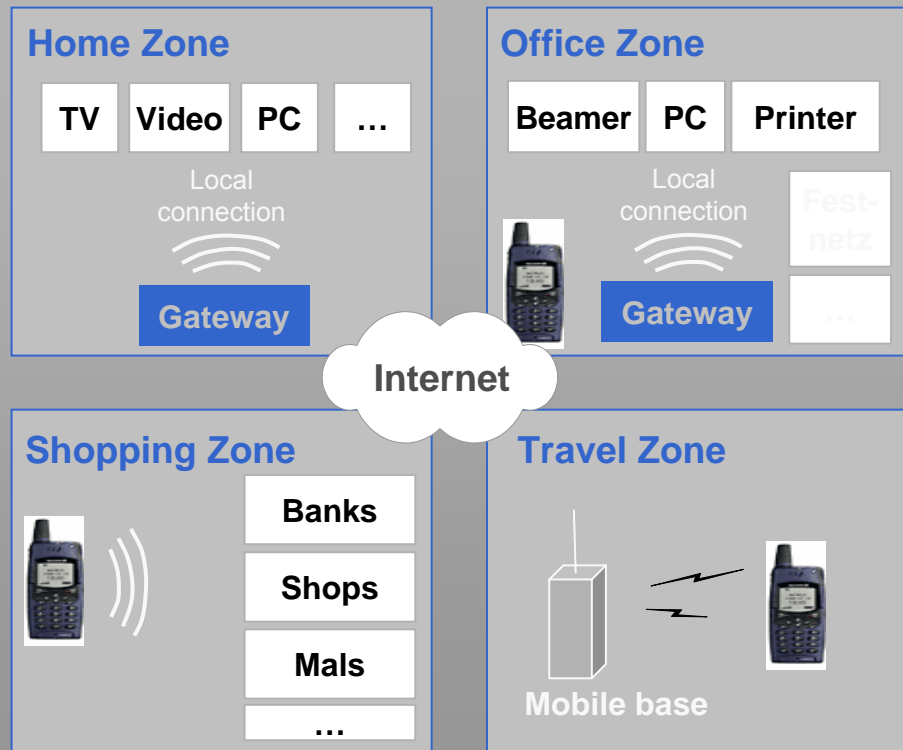 Home Zone
TV Video PC …
Local
connection
Gateway
Office Zone
Beamer PC Printer
Local
connection
Fest-
netz
Gateway
…
Internet
Shopping Zone
Banks
Shops
Mals
…
Travel Zone
Mobile base